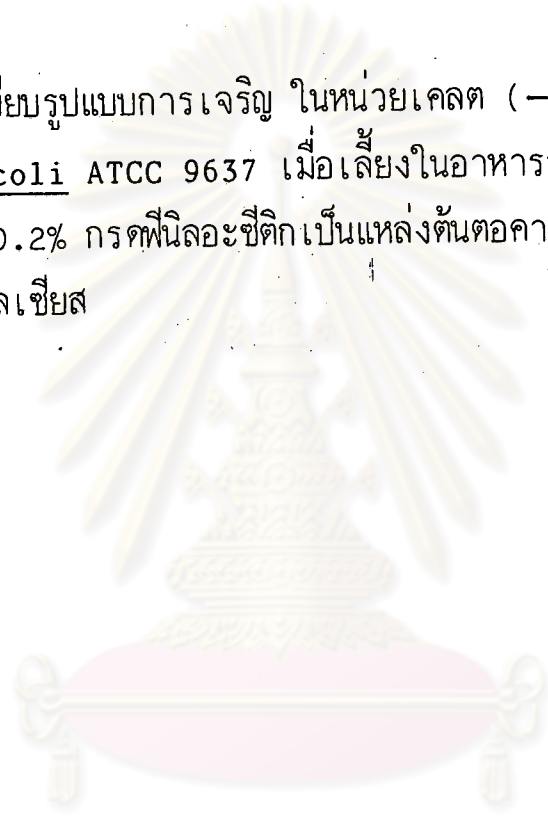 ยบรูปแบบการเจริญ ในหน่วยเคลต (-
coli ATCC 9637 เมื่อเลี้ยงในอาหาร
0.2% กรดฟีนิลอะซีติกเป็นแหล่งต้นตอคา
ลเซียส